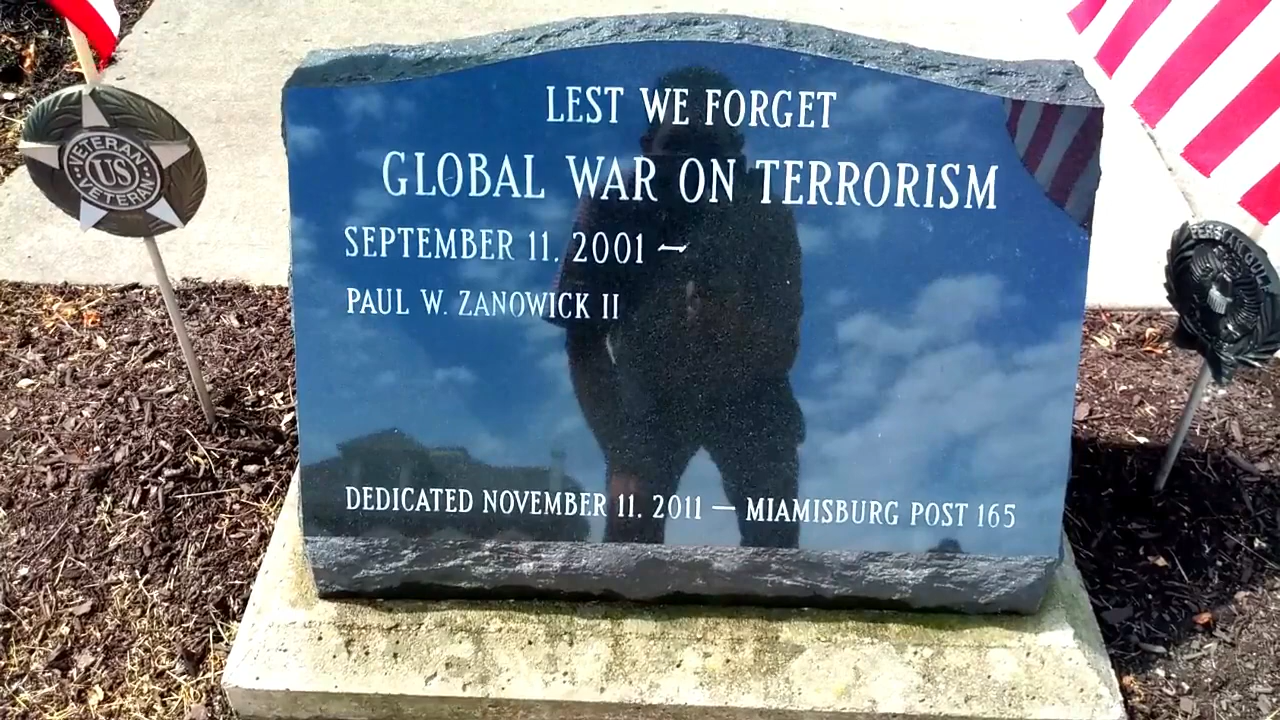 LEST WE FORGET
GLOBAL WAR ON TERRORISM
SEPTEMBER 11, 2001 —
PAUL W. ZANOWICK II
DEDICATED NOVEMBER 11, 2011 — MIAMISBURG POST 165
VETERAN
US
VETERAN